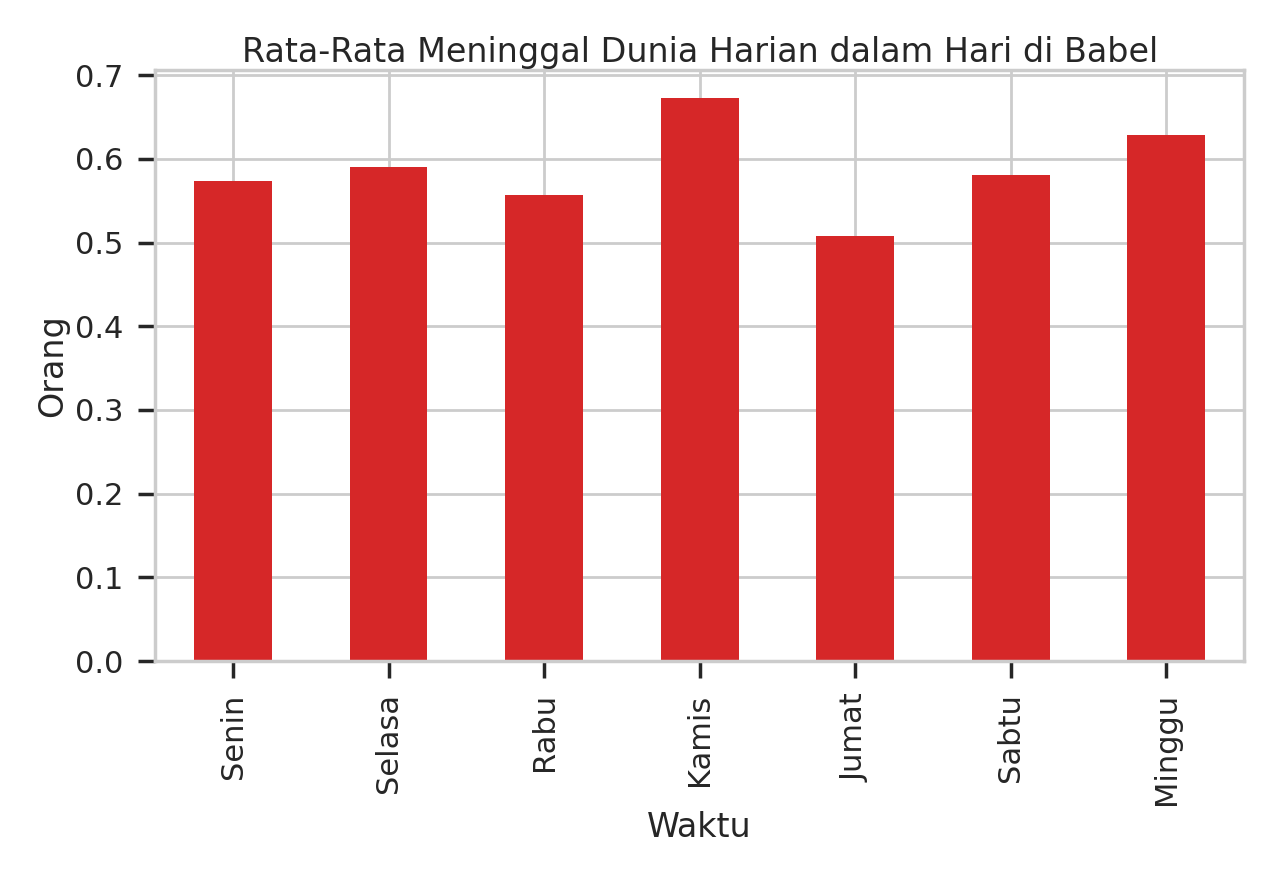 Rata-Rata Meninggal Dunia Harian dalam Hari di Babel
0.7
0.6
0.5
0.4
0.3
0.2
0.1
0.0
Orang
Senin
Selasa
Rabu
Kamis
Jumat
Sabtu
Minggu
Waktu